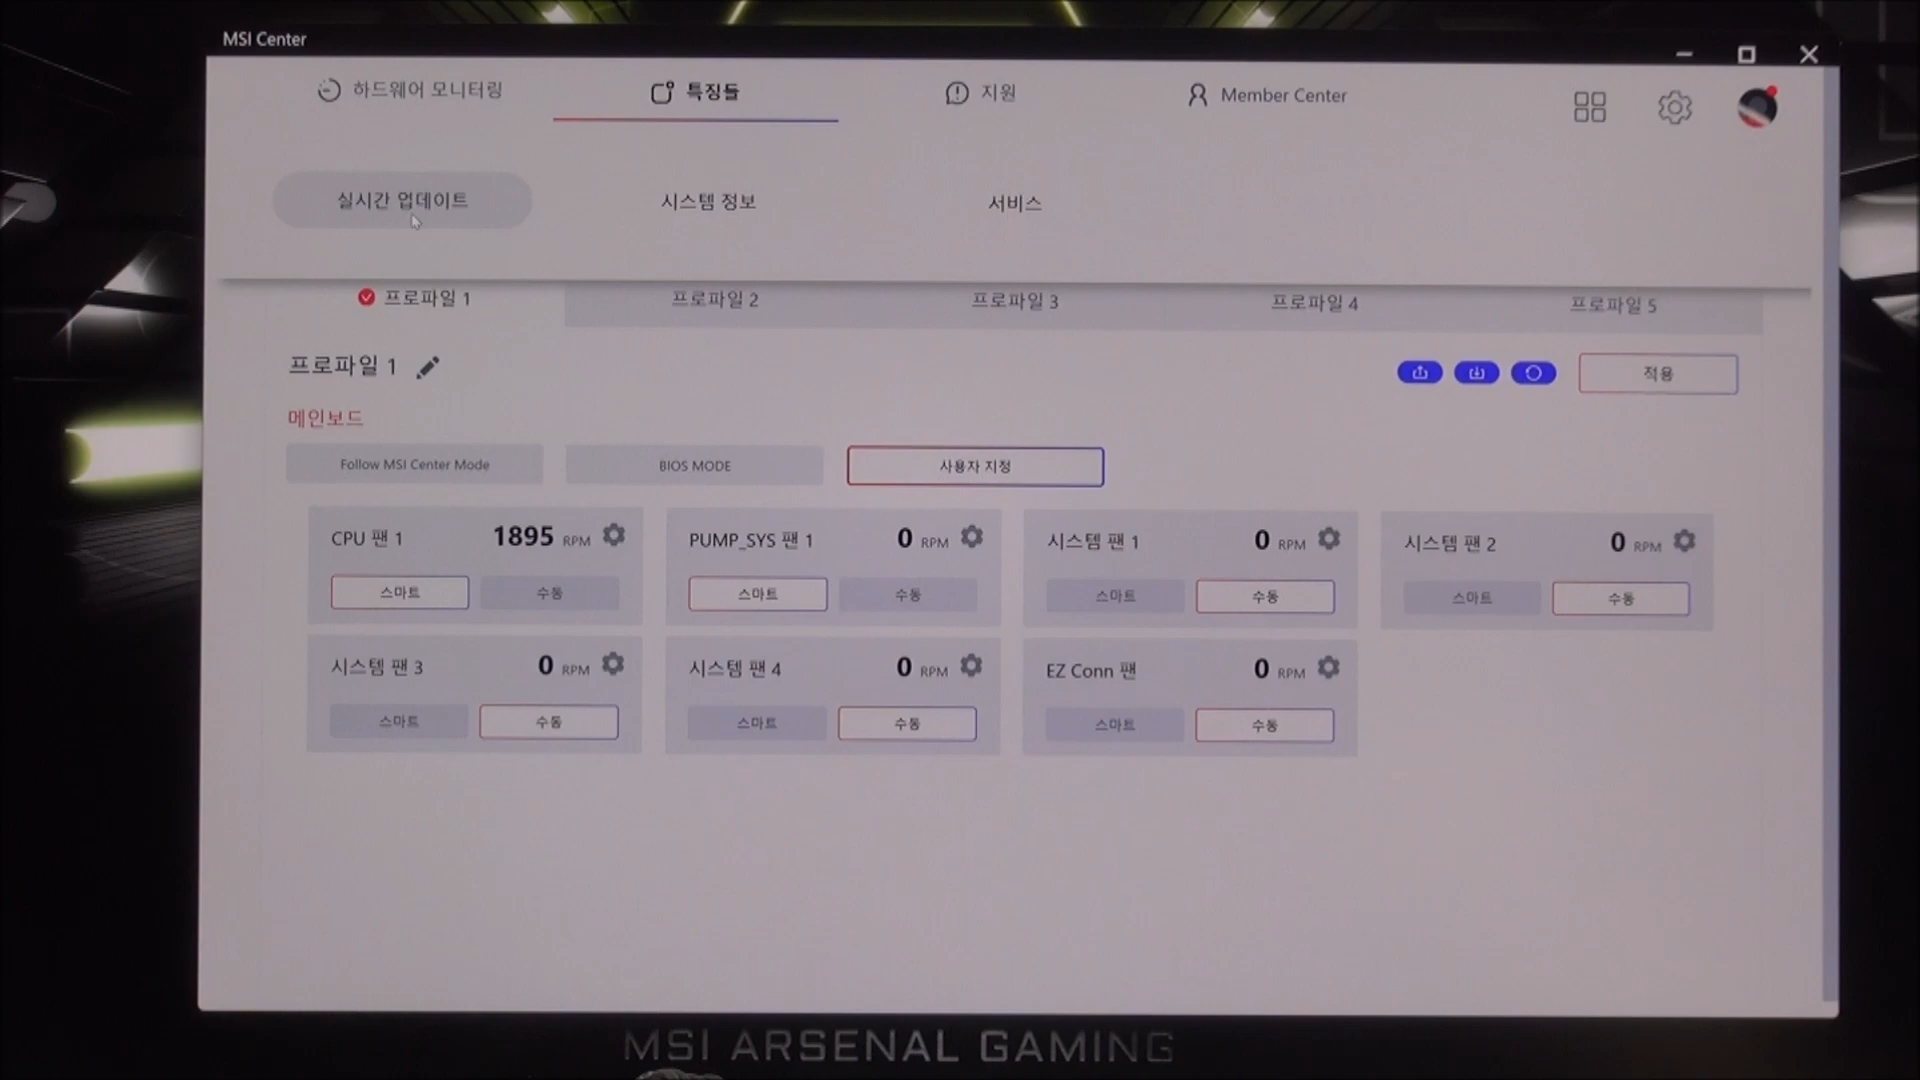 MSI Center
하드웨어 모니터링
특징들
지원
Member Center
실시간 업데이트
시스템 정보
서비스
프로파일 1
프로파일 2
프로파일 3
프로파일 4
프로파일 5
프로파일 1
적용
메인보드
Follow MSI Center Mode
BIOS MODE
사용자 지정
CPU 팬 1 1895 RPM
스마트 수동
PUMP_SYS 팬 1 0 RPM
스마트 수동
시스템 팬 1 0 RPM
스마트 수동
시스템 팬 2 0 RPM
스마트 수동
시스템 팬 3 0 RPM
스마트 수동
시스템 팬 4 0 RPM
스마트 수동
EZ Conn 팬 0 RPM
스마트 수동
MSI ARSENAL GAMING